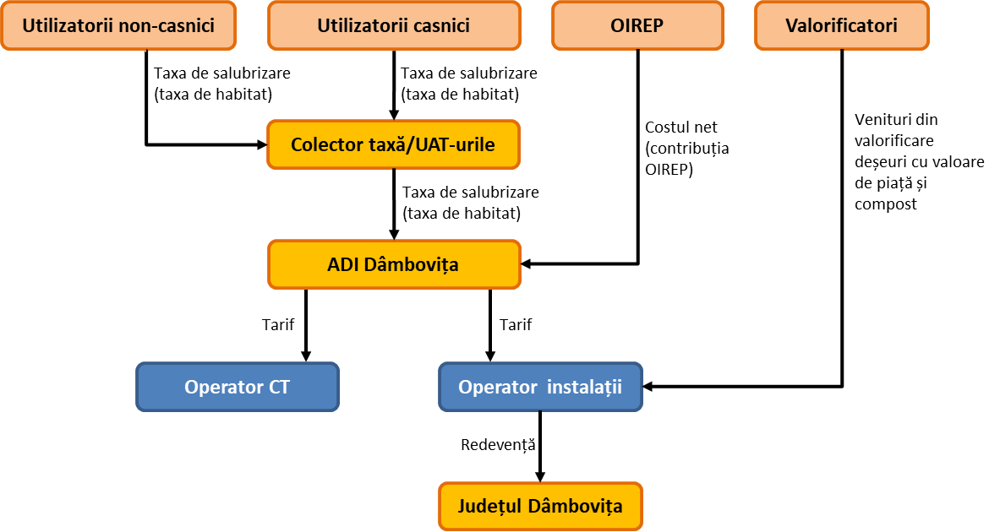 Utilizatorii non-casnici
Utilizatorii casnici
OIREP
Valorificatori
Taxa de salubrizare
(taxa de habitat)
Taxa de salubrizare
(taxa de habitat)
Costul net
(contribuția
OIREP)
Venituri din
valorificare
deșeuri cu valoare
de piață și
compost
Colector taxă/UAT-urile
Taxa de salubrizare
(taxa de habitat)
ADI Dâmbovița
Tarif
Tarif
Operator CT
Operator instalații
Redevență
Județul Dâmbovița